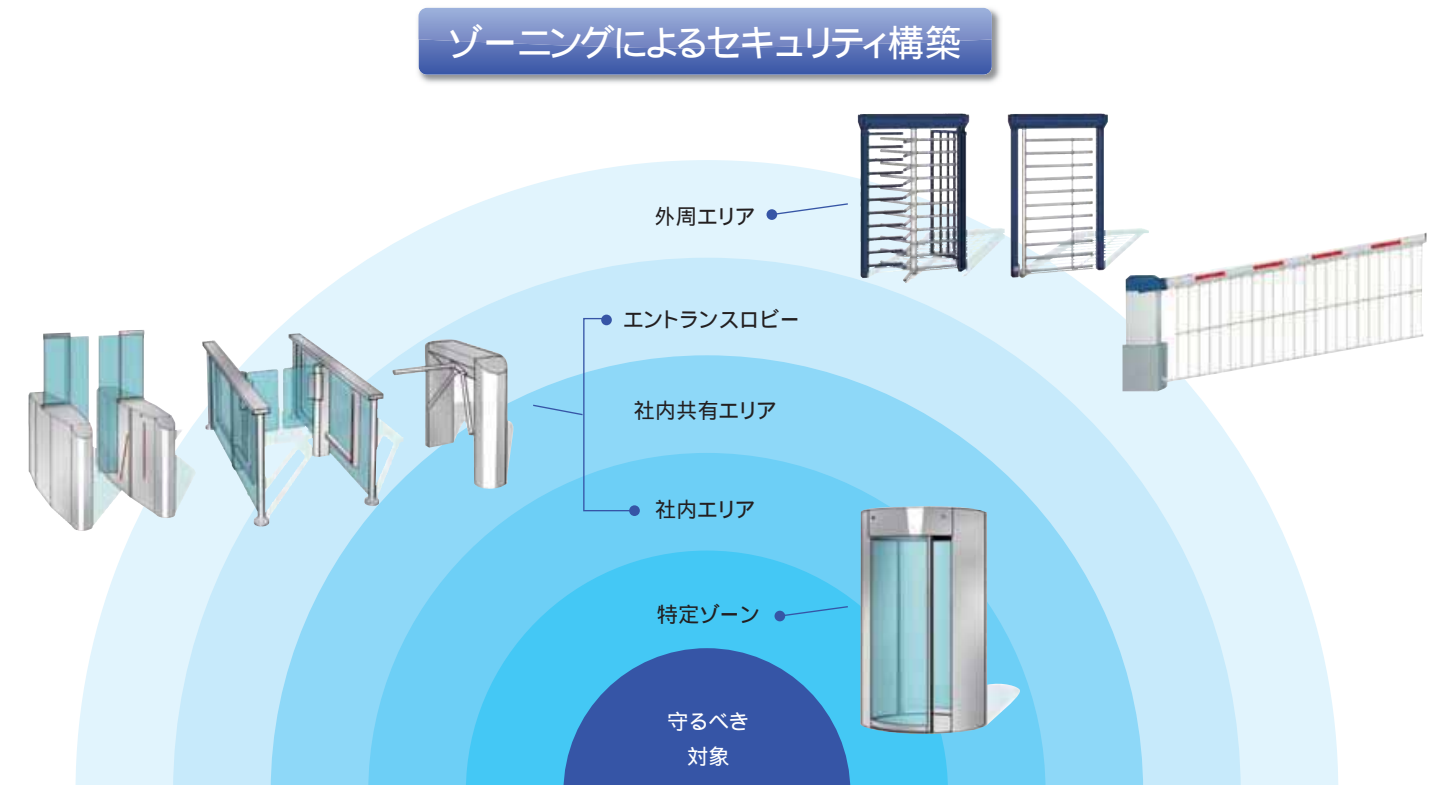 ゾーニングによるセキュリティ構築
外周エリア
エントランスロビー
社内共有エリア
社内エリア
特定ゾーン
守るべき
対象